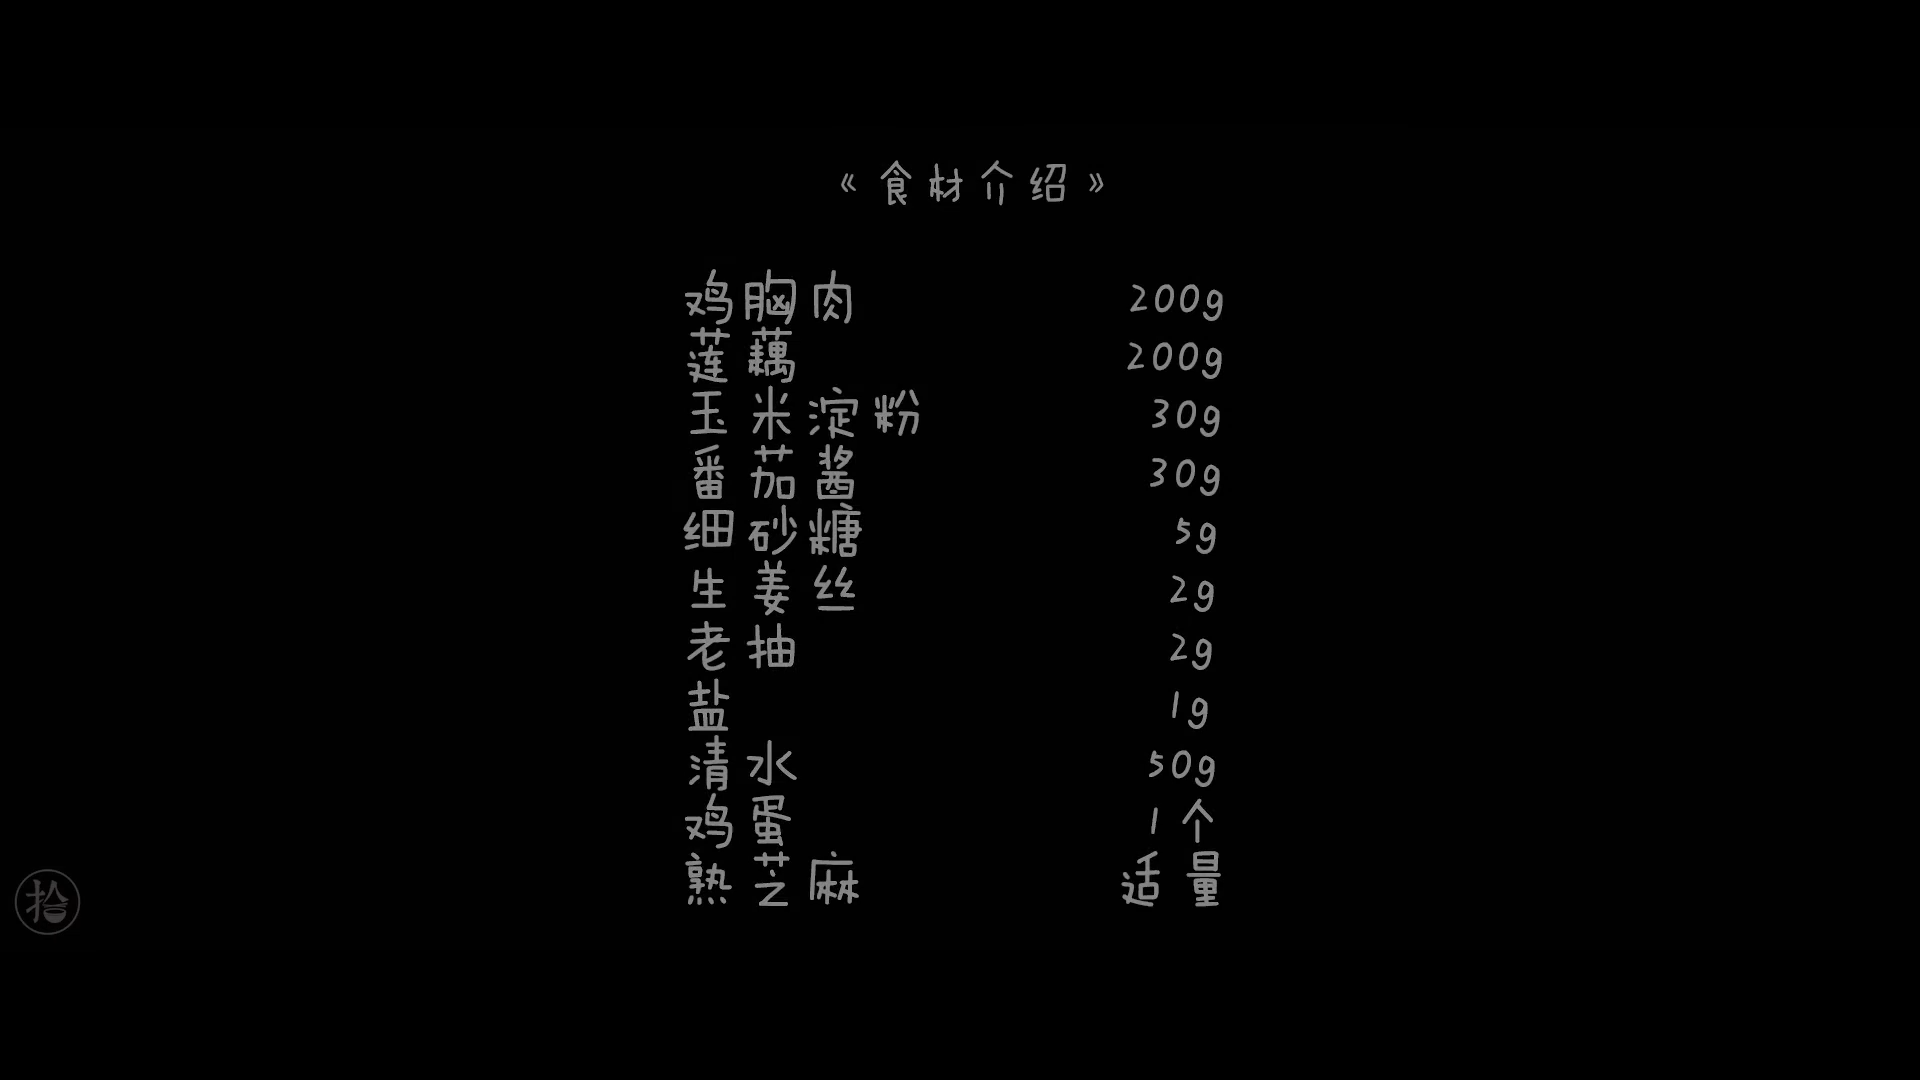 《食材介绍》
鸡胸肉 200g
莲藕 200g
玉米淀粉 30g
番茄酱 30g
细砂糖 5g
生姜丝 2g
老抽 2g
盐 1g
清水 50g
鸡蛋 1个
熟芝麻 适量
拾